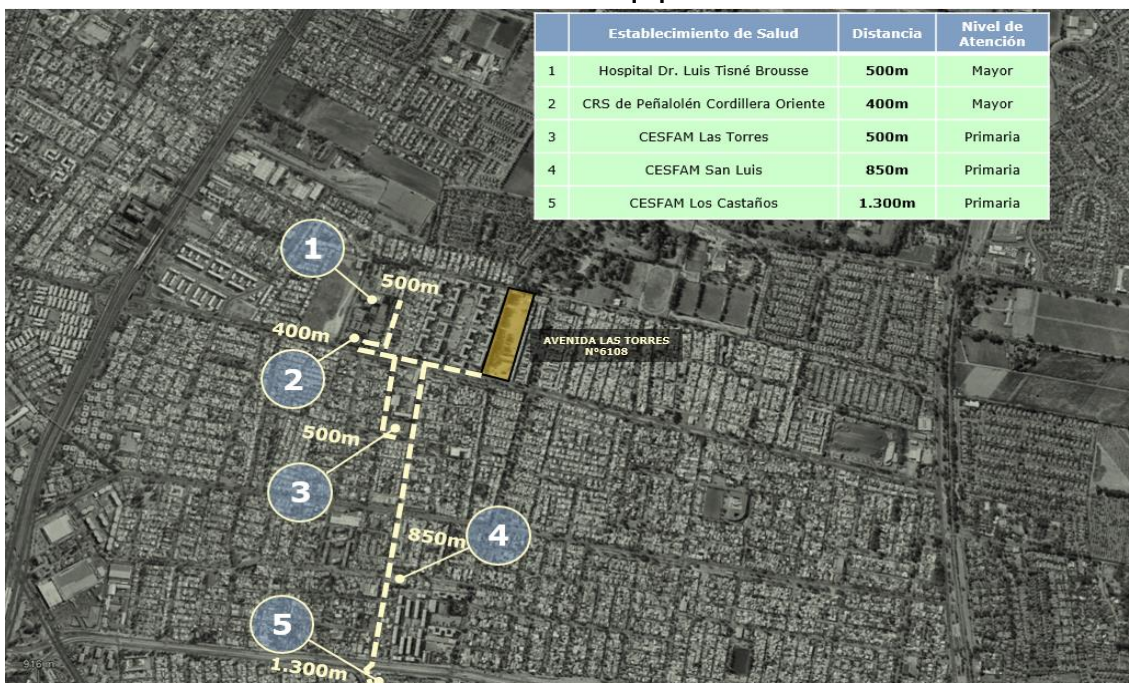 Establecimiento de Salud Distancia Nivel de Atención
1 Hospital Dr. Luis Tisné Brousse 500m Mayor
2 CRS de Peñalolén Cordillera Oriente 400m Mayor
3 CESFAM Las Torres 500m Primaria
4 CESFAM San Luis 850m Primaria
5 CESFAM Los Castaños 1.300m Primaria
1
500m
400m
AVENIDA LAS TORRES
N°6108
2
500m
3
850m
4
5
1.300m
916 m